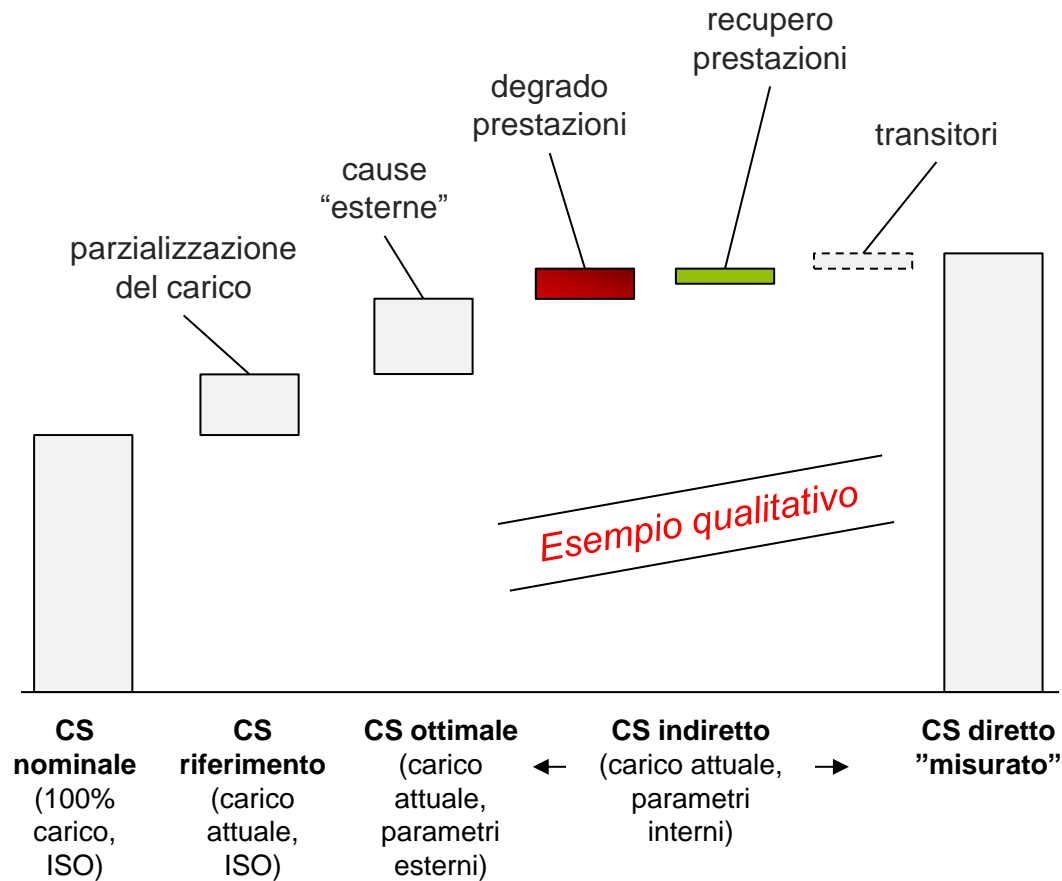 recupero
prestazioni
degrado
prestazioni
transitori
cause
“esterne”
parzializzazione
del carico
Esempio qualitativo
CS
nominale
(100%
carico,
ISO)
CS
riferimento
(carico
attuale,
ISO)
CS ottimale
(carico
attuale,
parametri
esterni)
CS indiretto
(carico attuale,
parametri
interni)
CS diretto
”misurato”